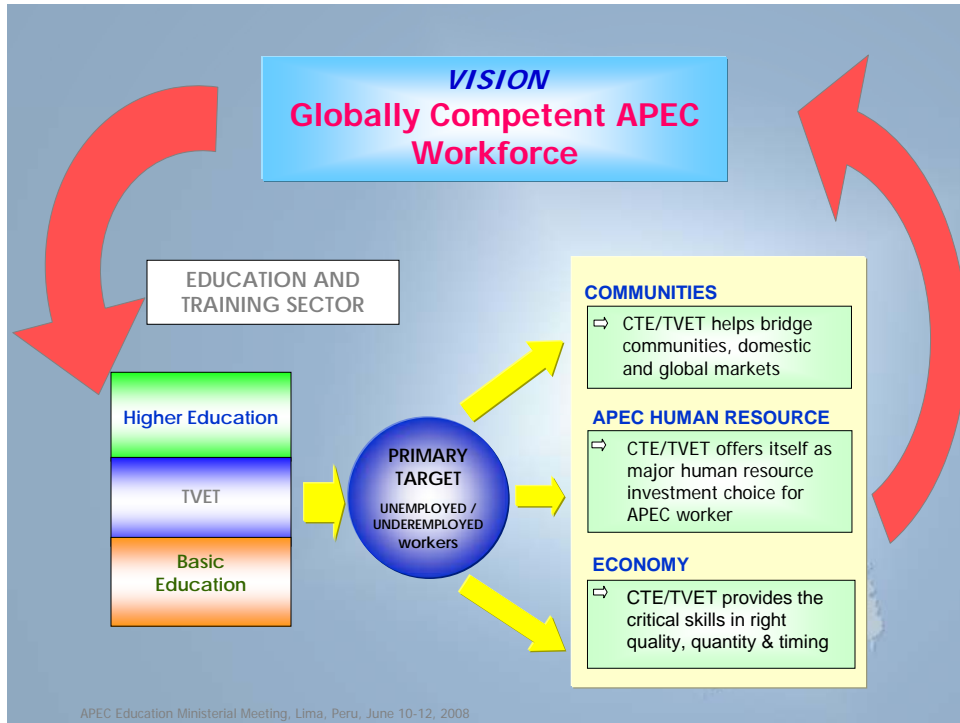 VISION
Globally Competent APEC
Workforce
EDUCATION AND
TRAINING SECTOR
Higher Education
TVET
Basic
Education
PRIMARY
TARGET
UNEMPLOYED /
UNDEREMPLOYED
workers
COMMUNITIES
CTE/TVET helps bridge
communities, domestic
and global markets
APEC HUMAN RESOURCE
CTE/TVET offers itself as
major human resource
investment choice for
APEC worker
ECONOMY
CTE/TVET provides the
critical skills in right
quality, quantity & timing
APEC Education Ministerial Meeting, Lima, Peru, June 10-12, 2008